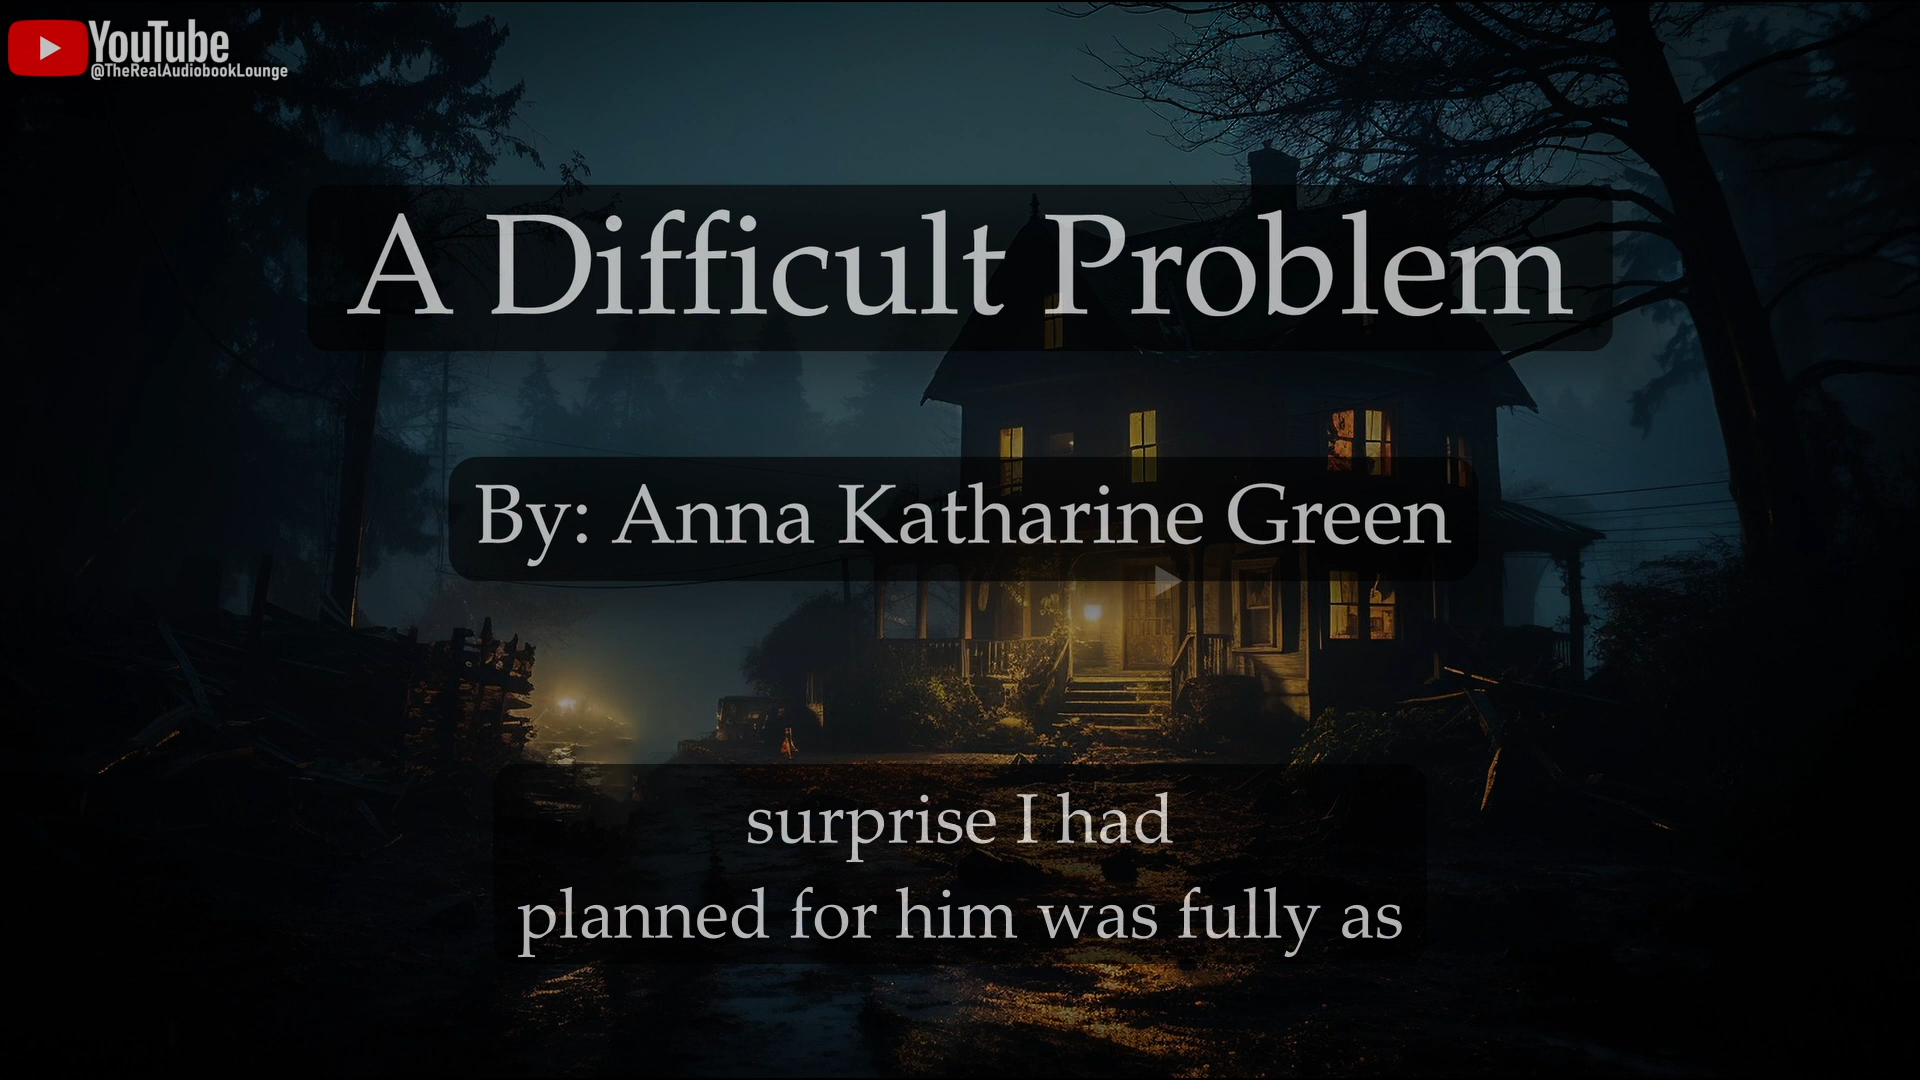 YouTube
@TheRealAudiobookLounge
A Difficult Problem
By: Anna Katharine Green
surprise I had
planned for him was fully as